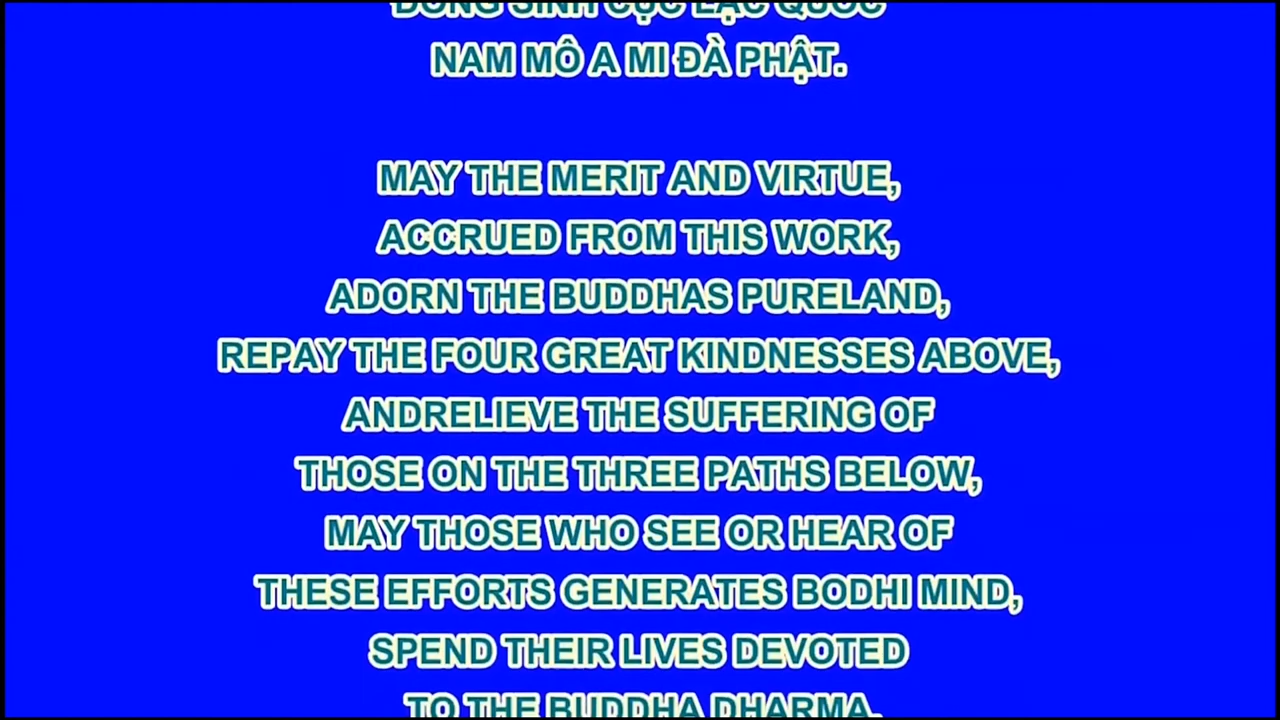 ĐỒNG SINH CỰC LẠC QUỐC
NAM MÔ A MI ĐÀ PHẬT.
MAY THE MERIT AND VIRTUE,
ACCRUED FROM THIS WORK,
ADORN THE BUDDHAS PURELAND,
REPAY THE FOUR GREAT KINDNESSES ABOVE,
ANDRELIEVE THE SUFFERING OF
THOSE ON THE THREE PATHS BELOW,
MAY THOSE WHO SEE OR HEAR OF
THESE EFFORTS GENERATES BODHI MIND,
SPEND THEIR LIVES DEVOTED
TO THE BUDDHA DHARMA,